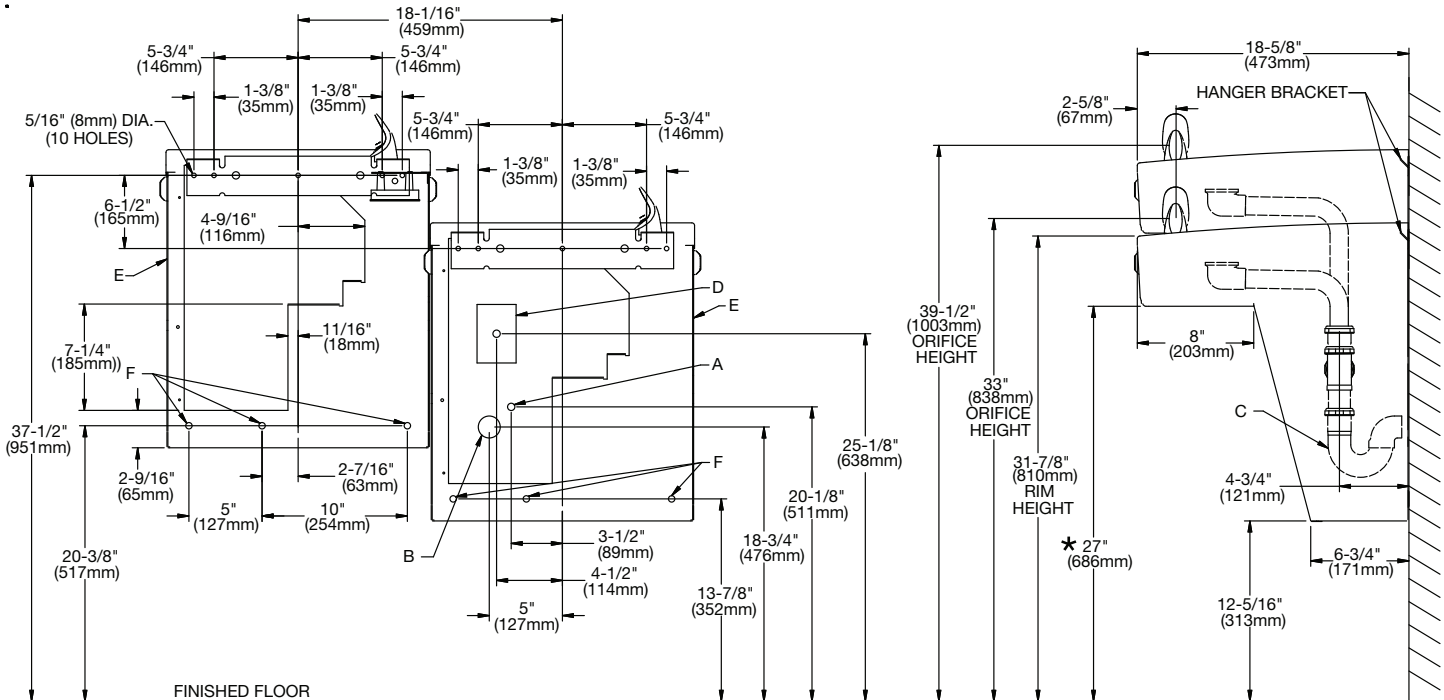 18-1/16"
(459mm)
5-3/4"
(146mm)
5-3/4"
(146mm)
1-3/8"
(35mm)
1-3/8"
(35mm)
5/16" (8mm) DIA.
(10 HOLES)
5-3/4"
(146mm)
5-3/4"
(146mm)
1-3/8"
(35mm)
1-3/8"
(35mm)
6-1/2"
(165mm)
4-9/16"
(116mm)
E
D
E
11/16"
(18mm)
7-1/4"
(185mm))
F
A
37-1/2"
(951mm)
25-1/8"
(638mm)
2-9/16"
(65mm)
2-7/16"
(63mm)
F
5"
(127mm)
10"
(254mm)
20-1/8"
(511mm)
20-3/8"
(517mm)
3-1/2"
(89mm)
18-3/4"
(476mm)
B
4-1/2"
(114mm)
13-7/8"
(352mm)
5"
(127mm)
FINISHED FLOOR
18-5/8"
(473mm)
2-5/8"
(67mm)
HANGER BRACKET
39-1/2"
(1003mm)
ORIFICE
HEIGHT
8"
(203mm)
33"
(838mm)
ORIFICE
HEIGHT
C
31-7/8"
(810mm)
RIM
HEIGHT
4-3/4"
(121mm)
* 27"
(686mm)
6-3/4"
(171mm)
12-5/16"
(313mm)